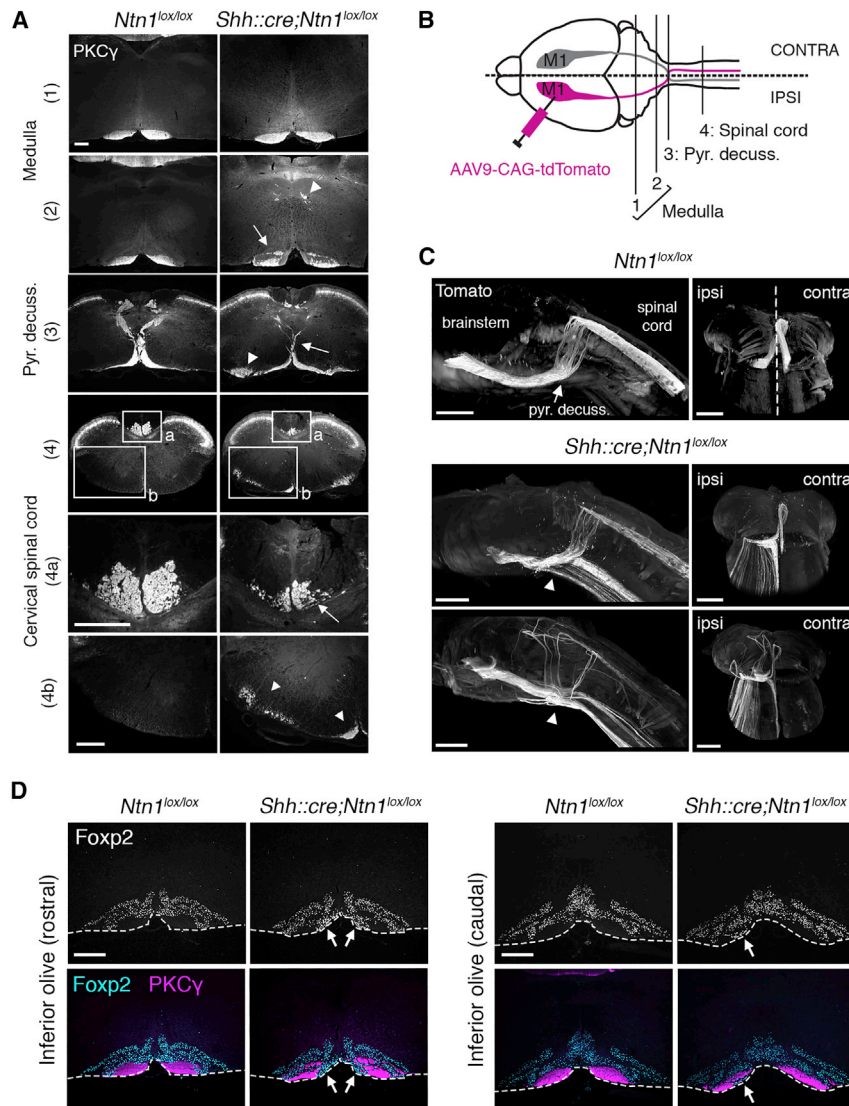 A
Ntn1lox/lox
Shh::cre;Ntn1lox/lox
PKCγ
Medulla
(1)
(2)
Pyr. decuss.
(3)
(4)
a
b
a
b
Cervical spinal cord
(4a)
(4b)
B
M1
M1
CONTRA
IPSI
4: Spinal cord
3: Pyr. decuss.
2
1
Medulla
AAV9-CAG-tdTomato
C
Ntn1lox/lox
Tomato
brainstem
spinal
cord
pyr. decuss.
ipsi
contra
Shh::cre;Ntn1lox/lox
ipsi
contra
ipsi
contra
D
Ntn1lox/lox
Shh::cre;Ntn1lox/lox
Inferior olive (rostral)
Foxp2
Foxp2 PKCγ
Ntn1lox/lox
Shh::cre;Ntn1lox/lox
Inferior olive (caudal)